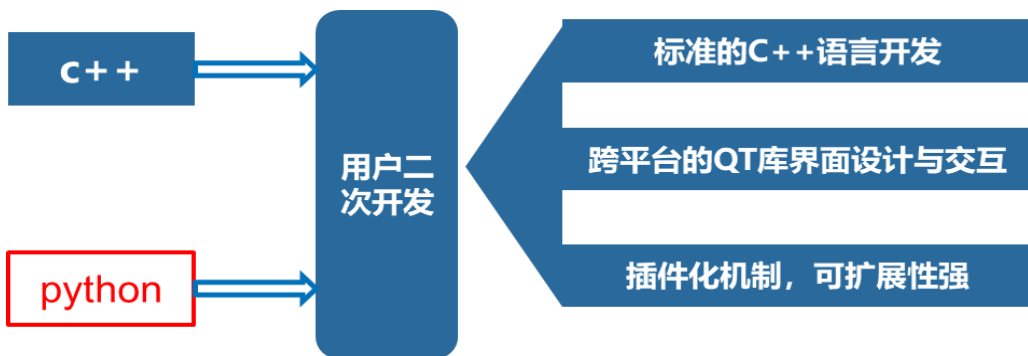 c++
python
用户二
次开发
标准的C++语言开发
跨平台的QT库界面设计与交互
插件化机制，可扩展性强